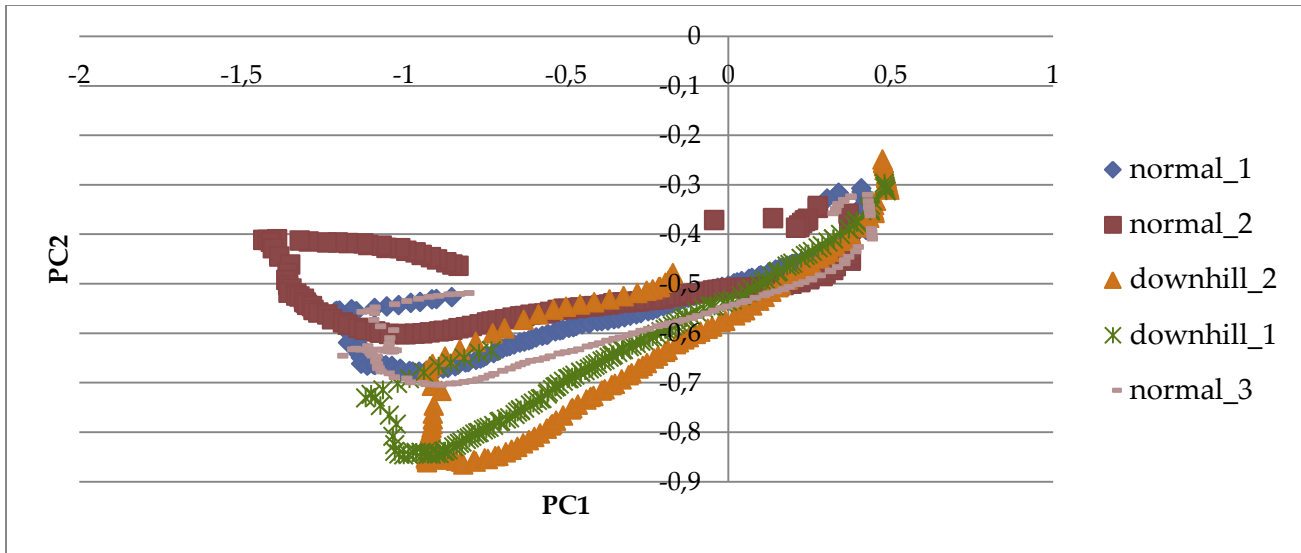 0
-2
-1,5
-1
-0,5
0
0,5
1
-0,1
-0,2
-0,3
-0,4
-0,5
-0,6
-0,7
-0,8
-0,9
PC2
PC1
normal_1
normal_2
downhill_2
downhill_1
normal_3